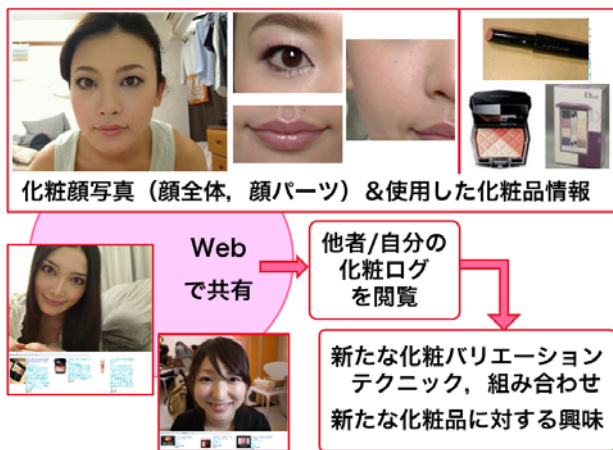 Dior
化粧顔写真（顔全体，顔パーツ）＆使用した化粧品情報
Web
で共有
他者/自分の
化粧ログ
を閲覧
新たな化粧バリエーション
テクニック，組み合わせ
新たな化粧品に対する興味